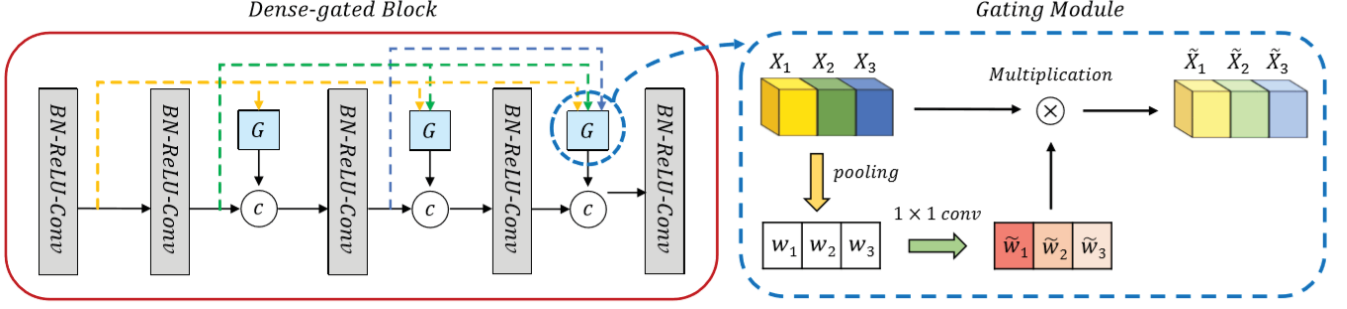 Dense-gated Block
BN-ReLU-Conv
BN-ReLU-Conv
G
c
BN-ReLU-Conv
G
c
BN-ReLU-Conv
G
c
BN-ReLU-Conv
Gating Module
X₁ X₂ X₃
Multiplication
×
X̃₁ X̃₂ X̃₃
pooling
w₁ w₂ w₃
1 × 1 conv
w̃₁ w̃₂ w̃₃